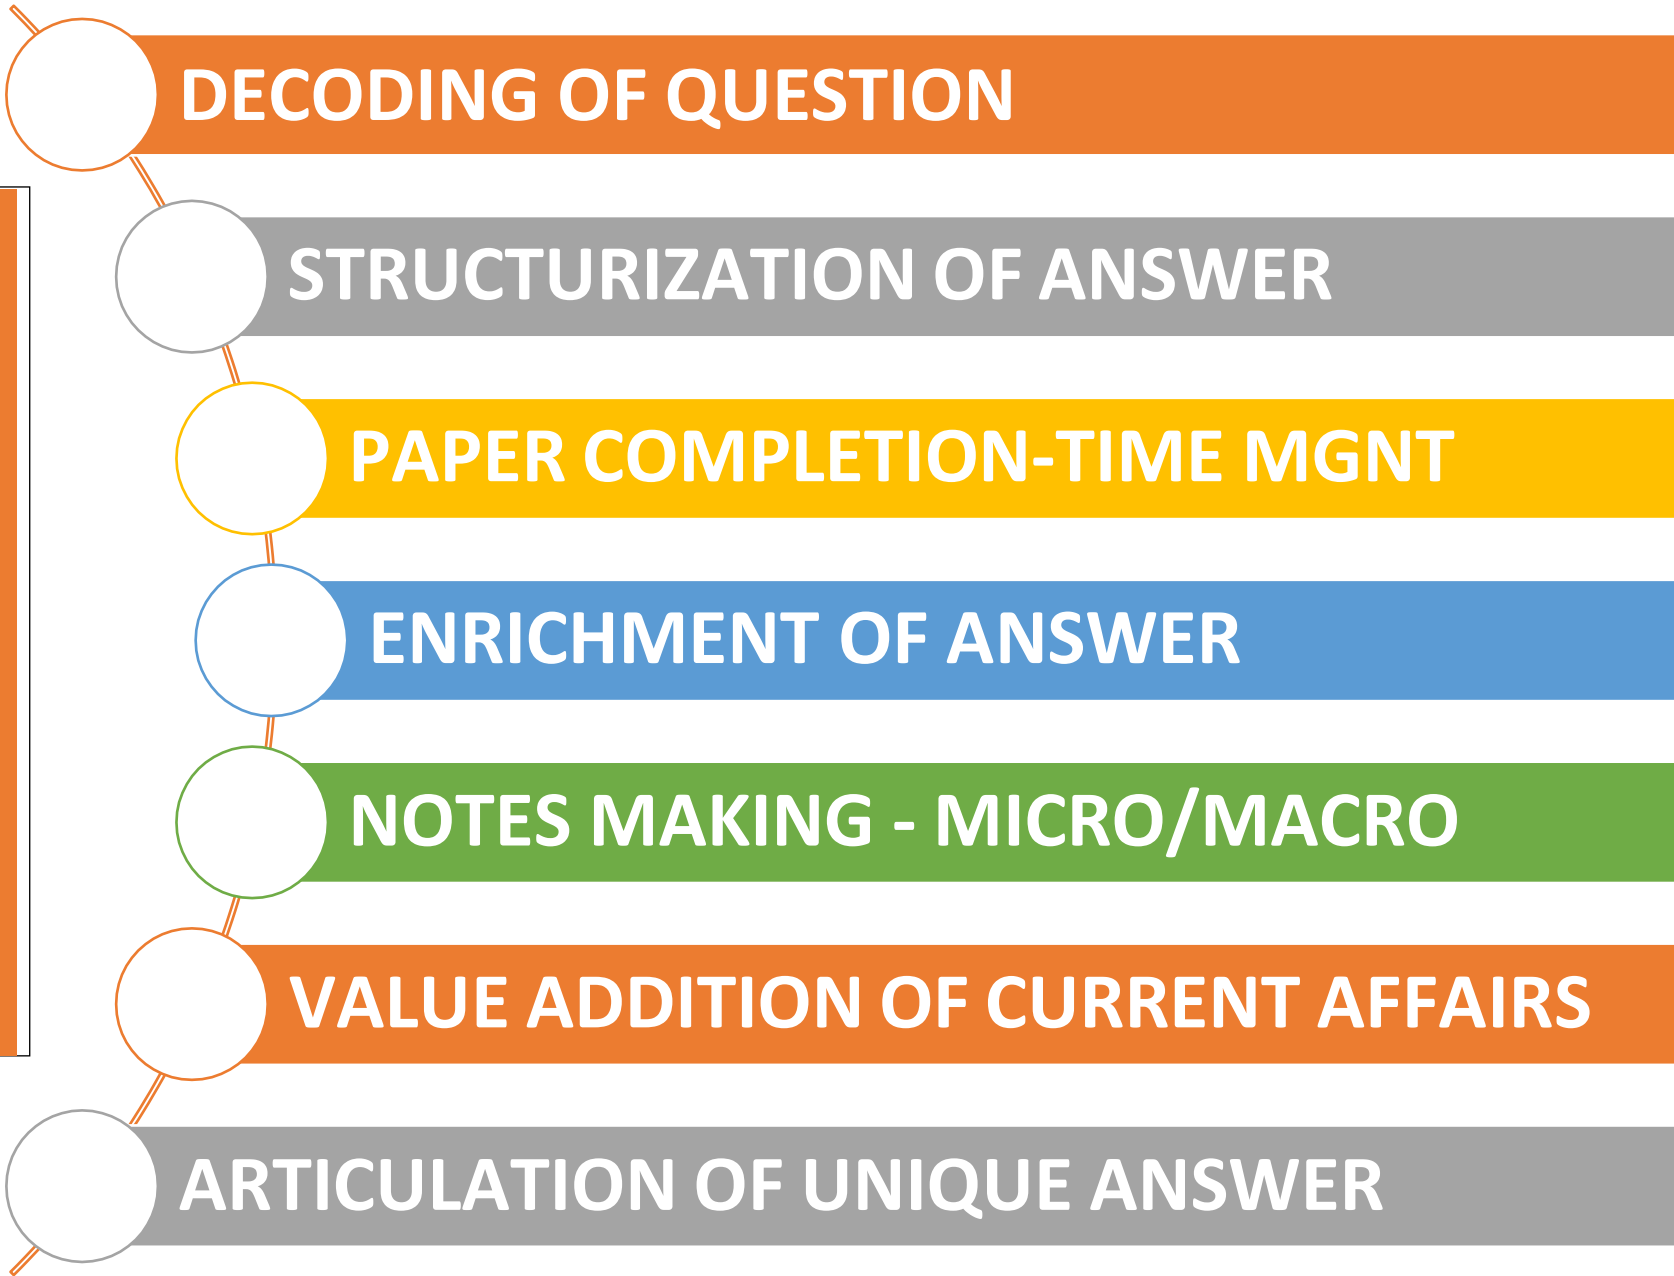 DECODING OF QUESTION
STRUCTURIZATION OF ANSWER
PAPER COMPLETION-TIME MGNT
ENRICHMENT OF ANSWER
NOTES MAKING - MICRO/MACRO
VALUE ADDITION OF CURRENT AFFAIRS
ARTICULATION OF UNIQUE ANSWER